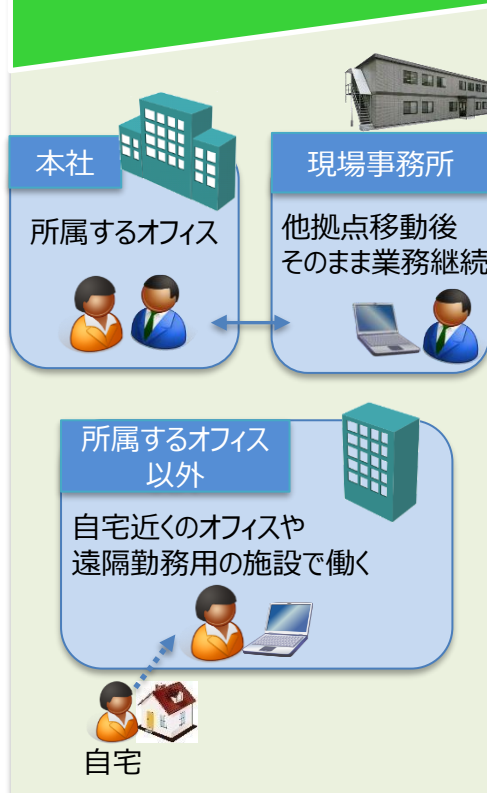 本社
所属するオフィス
現場事務所
他拠点移動後
そのまま業務継続
所属するオフィス
以外
自宅近くのオフィスや
遠隔勤務用の施設で働く
自宅